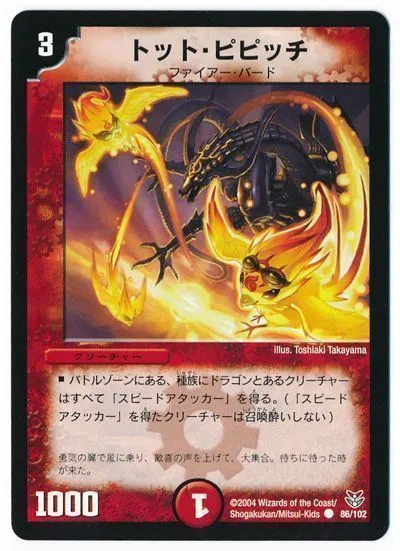 3
トット・ピピッチ
ファイアー・バード
illus. Toshiaki Takayama
クリーチャー
■ バトルゾーンにある、種族にドラゴンとあるクリーチャー
はすべて「スピードアタッカー」を得る。(「スピード
アタッカー」を得たクリーチャーは召喚酔いしない)
勇気の翼で風に乗り、歓喜の声を上げて、大集合。待ちに待った時
が来た。
1000
1
©2004 Wizards of the Coast/
Shogakukan/Mitsui-Kids ● 86/102